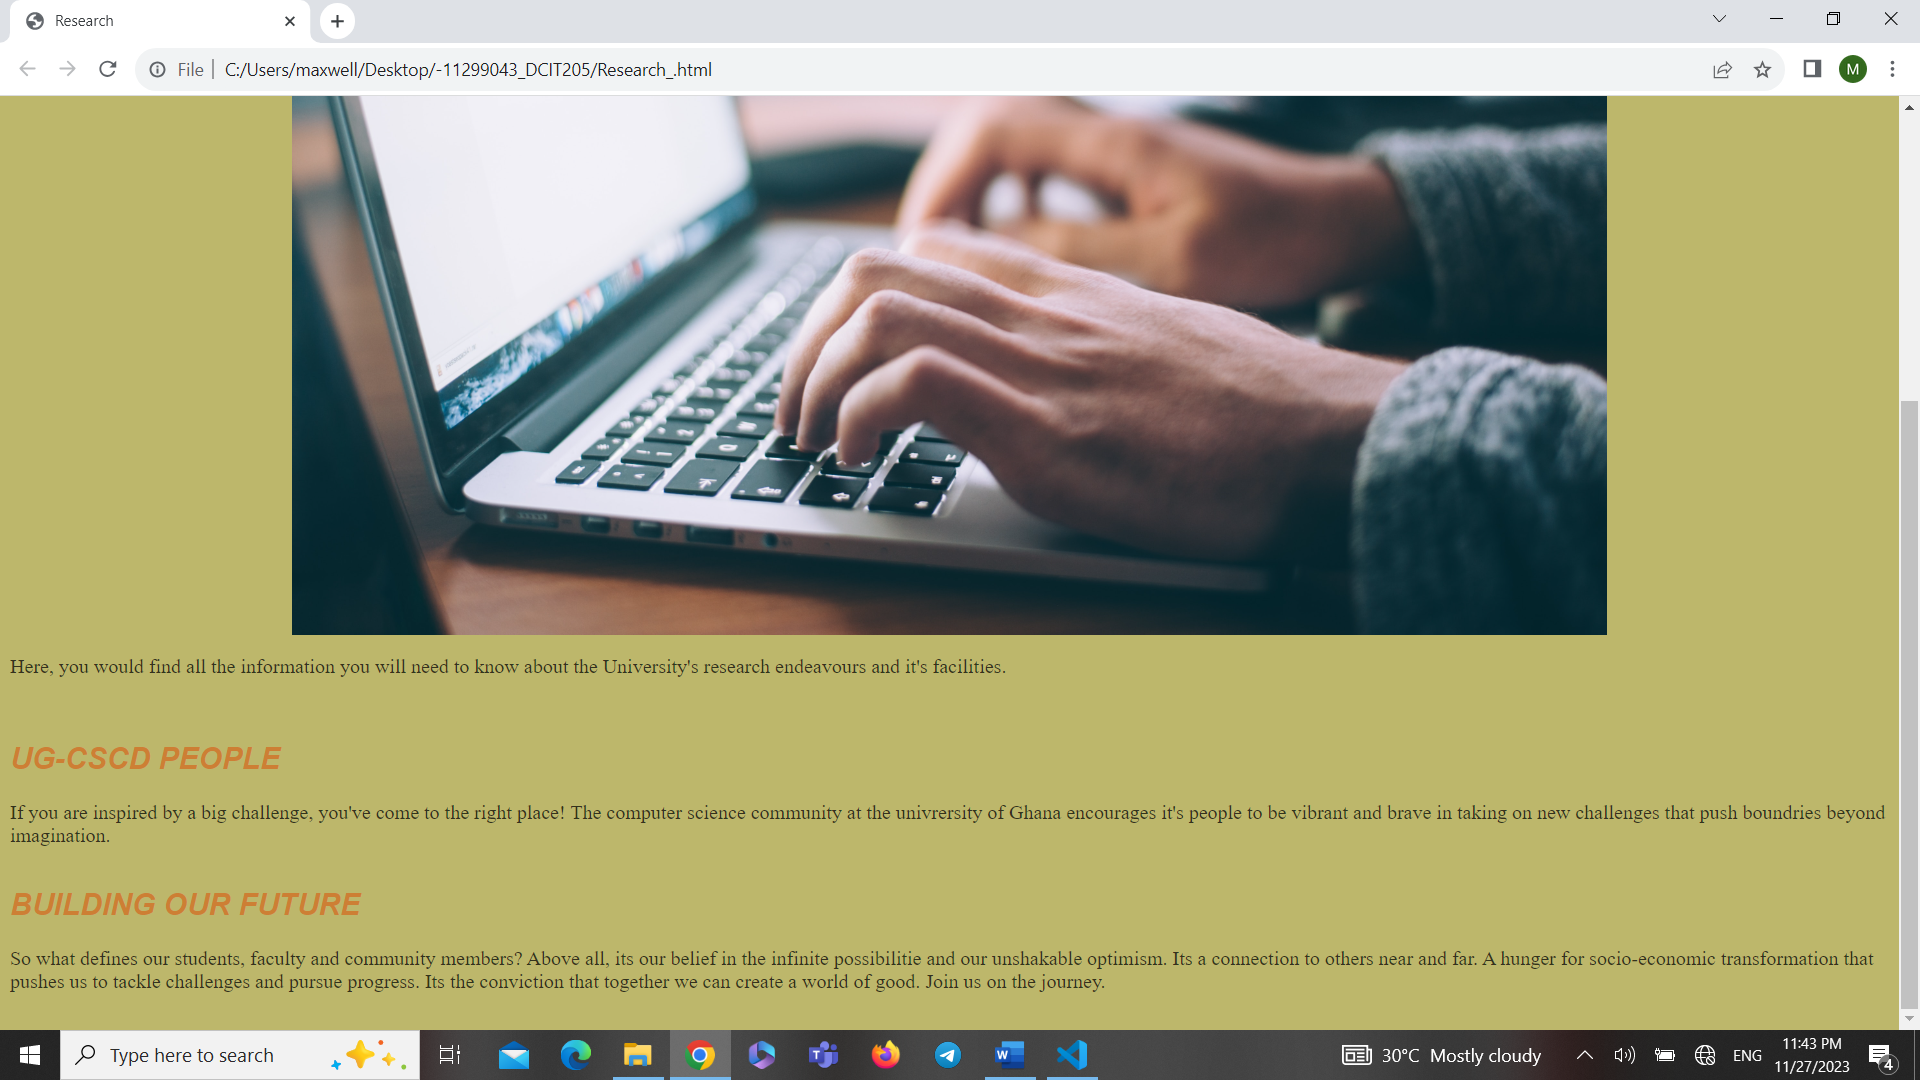 Research
File
C:/Users/maxwell/Desktop/-11299043_DCIT205/Research_.html
M
Here, you would find all the information you will need to know about the University's research endeavours and it's facilities.
UG-CSCD PEOPLE
If you are inspired by a big challenge, you've come to the right place! The computer science community at the univrersity of Ghana encourages it's people to be vibrant and brave in taking on new challenges that push boundries beyond
imagination.
BUILDING OUR FUTURE
So what defines our students, faculty and community members? Above all, its our belief in the infinite possibilitie and our unshakable optimism. Its a connection to others near and far. A hunger for socio-economic transformation that
pushes us to tackle challenges and pursue progress. Its the conviction that together we can create a world of good. Join us on the journey.
Type here to search
30°C Mostly cloudy
ENG
11:43 PM
11/27/2023
4